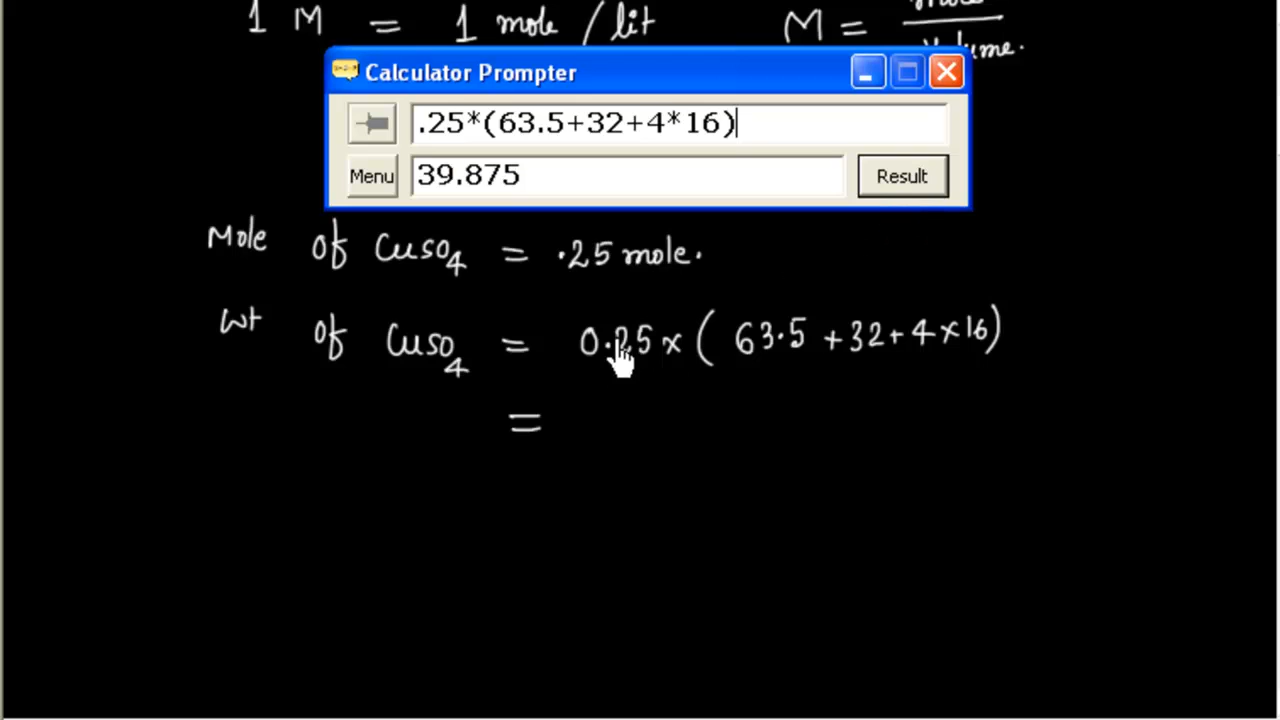 1 M = 1 mole / lit M =
Calculator Prompter
.25*(63.5+32+4*16)
Menu 39.875 Result
Mole of CuSO4 = .25 mole.
wt of CuSO4 = 0.25 x ( 63.5 + 32 + 4 x 16)
=